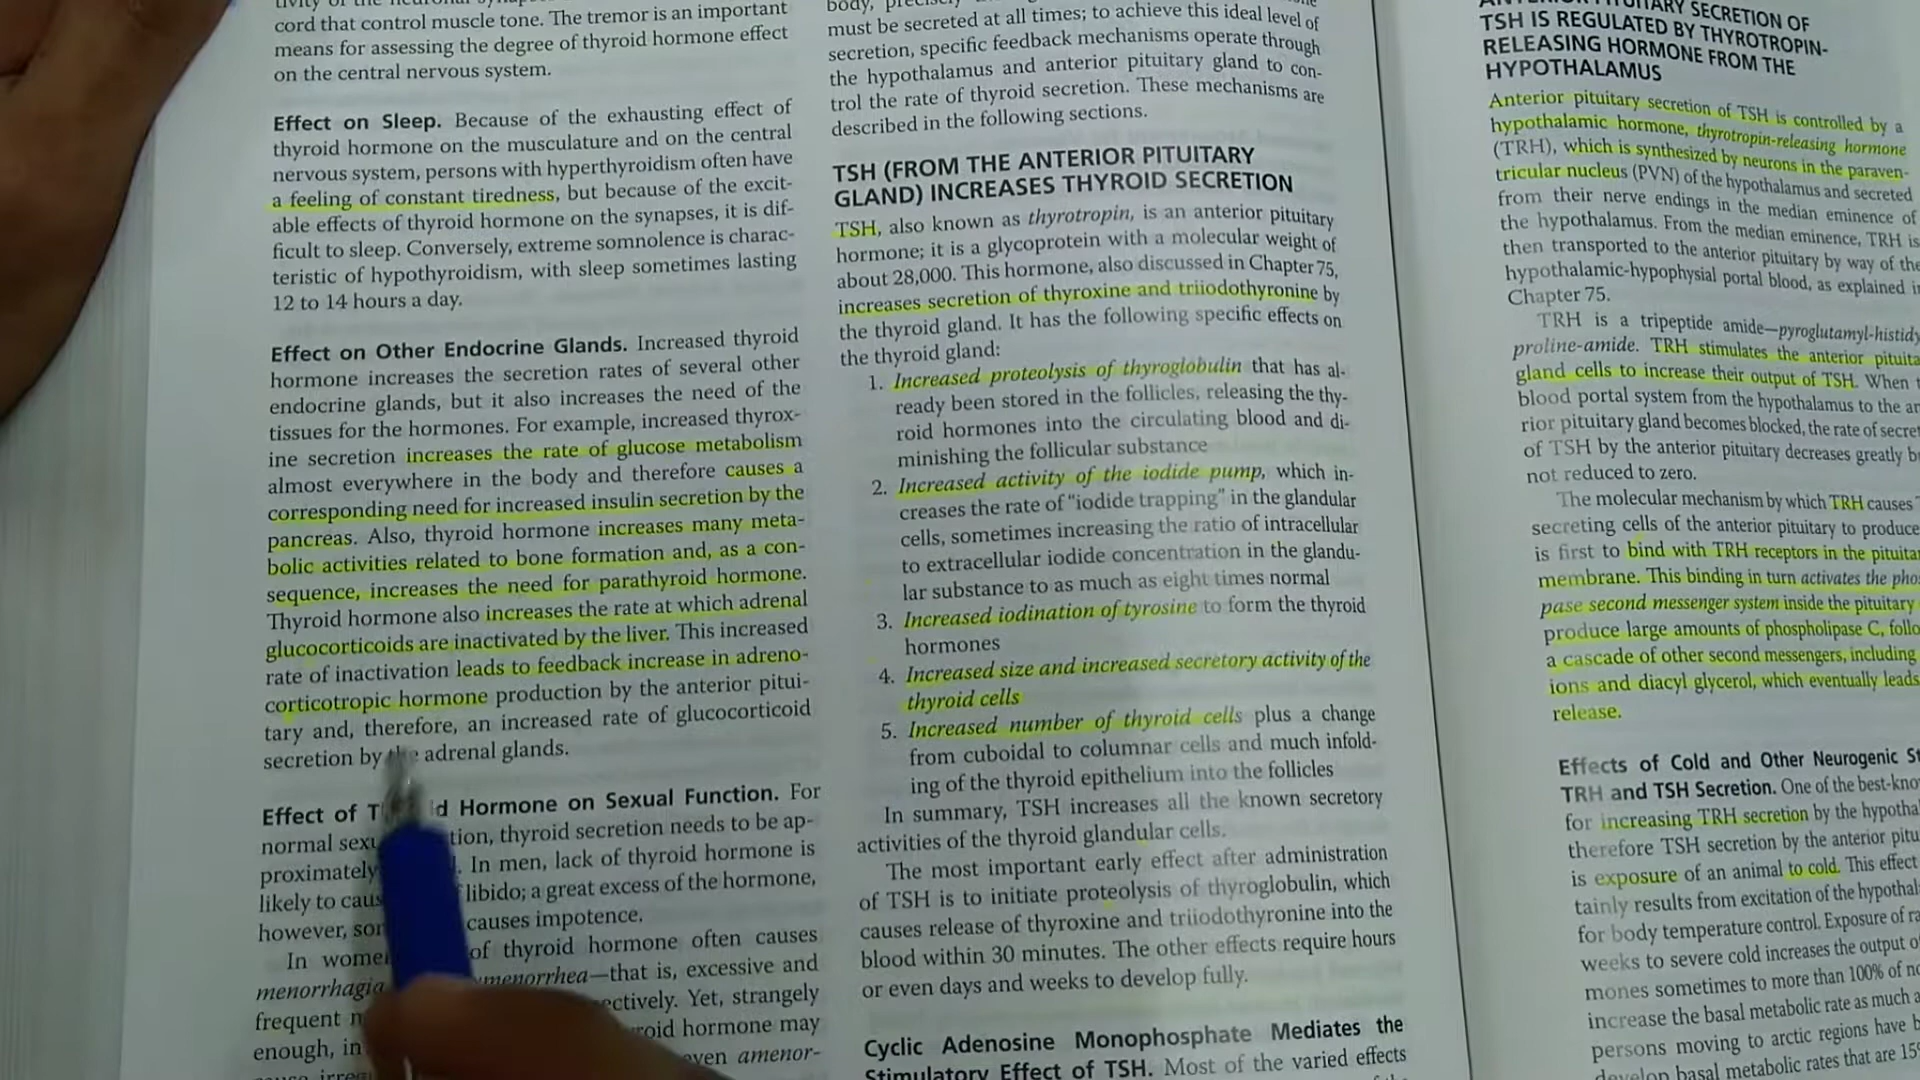 cord that control muscle tone. The tremor is an important
means for assessing the degree of thyroid hormone effect
on the central nervous system.
Effect on Sleep. Because of the exhausting effect of
thyroid hormone on the musculature and on the central
nervous system, persons with hyperthyroidism often have
a feeling of constant tiredness, but because of the excit-
able effects of thyroid hormone on the synapses, it is dif-
ficult to sleep. Conversely, extreme somnolence is charac-
teristic of hypothyroidism, with sleep sometimes lasting
12 to 14 hours a day.
Effect on Other Endocrine Glands. Increased thyroid
hormone increases the secretion rates of several other
endocrine glands, but it also increases the need of the
tissues for the hormones. For example, increased thyrox-
ine secretion increases the rate of glucose metabolism
almost everywhere in the body and therefore causes a
corresponding need for increased insulin secretion by the
pancreas. Also, thyroid hormone increases many meta-
bolic activities related to bone formation and, as a con-
sequence, increases the need for parathyroid hormone.
Thyroid hormone also increases the rate at which adrenal
glucocorticoids are inactivated by the liver. This increased
rate of inactivation leads to feedback increase in adreno-
corticotropic hormone production by the anterior pitui-
tary and, therefore, an increased rate of glucocorticoid
secretion by the adrenal glands.
Effect of T d Hormone on Sexual Function. For
normal sexu tion, thyroid secretion needs to be ap-
proximately In men, lack of thyroid hormone is
likely to caus libido; a great excess of the hormone,
however, causes impotence.
In women of thyroid hormone often causes
menorrhagia menorrhea—that is, excessive and
frequent ectively. Yet, strangely
enough, in roid hormone may
even amenor-
body,
must be secreted at all times; to achieve this ideal level of
secretion, specific feedback mechanisms operate through
the hypothalamus and anterior pituitary gland to con-
trol the rate of thyroid secretion. These mechanisms are
described in the following sections.
TSH (FROM THE ANTERIOR PITUITARY
GLAND) INCREASES THYROID SECRETION
TSH, also known as thyrotropin, is an anterior pituitary
hormone; it is a glycoprotein with a molecular weight of
about 28,000. This hormone, also discussed in Chapter 75,
increases secretion of thyroxine and triiodothyronine by
the thyroid gland. It has the following specific effects on
the thyroid gland:
1. Increased proteolysis of thyroglobulin that has al-
ready been stored in the follicles, releasing the thy-
roid hormones into the circulating blood and di-
minishing the follicular substance
2. Increased activity of the iodide pump, which in-
creases the rate of “iodide trapping” in the glandular
cells, sometimes increasing the ratio of intracellular
to extracellular iodide concentration in the glandu-
lar substance to as much as eight times normal
3. Increased iodination of tyrosine to form the thyroid
hormones
4. Increased size and increased secretory activity of the
thyroid cells
5. Increased number of thyroid cells plus a change
from cuboidal to columnar cells and much infold-
ing of the thyroid epithelium into the follicles
In summary, TSH increases all the known secretory
activities of the thyroid glandular cells.
The most important early effect after administration
of TSH is to initiate proteolysis of thyroglobulin, which
causes release of thyroxine and triiodothyronine into the
blood within 30 minutes. The other effects require hours
or even days and weeks to develop fully.
Cyclic Adenosine Monophosphate Mediates the
Stimulatory Effect of TSH. Most of the varied effects
SECRETION OF
TSH IS REGULATED BY THYROTROPIN-
RELEASING HORMONE FROM THE
HYPOTHALAMUS
Anterior pituitary secretion of TSH is controlled by a
hypothalamic hormone, thyrotropin-releasing hormone
(TRH), which is synthesized by neurons in the paraven-
tricular nucleus (PVN) of the hypothalamus and secreted
from their nerve endings in the median eminence of
the hypothalamus. From the median eminence, TRH is
then transported to the anterior pituitary by way of the
hypothalamic-hypophysial portal blood, as explained in
Chapter 75.
TRH is a tripeptide amide—pyroglutamyl-histidy
proline-amide. TRH stimulates the anterior pituita
gland cells to increase their output of TSH. When t
blood portal system from the hypothalamus to the an
rior pituitary gland becomes blocked, the rate of secret
of TSH by the anterior pituitary decreases greatly b
not reduced to zero.
The molecular mechanism by which TRH causes
secreting cells of the anterior pituitary to produce
is first to bind with TRH receptors in the pituita
membrane. This binding in turn activates the phos
pase second messenger system inside the pituitary
produce large amounts of phospholipase C, follo
a cascade of other second messengers, including
ions and diacyl glycerol, which eventually leads
release.
Effects of Cold and Other Neurogenic St
TRH and TSH Secretion. One of the best-kno
for increasing TRH secretion by the hypotha
therefore TSH secretion by the anterior pitu
is exposure of an animal to cold. This effect
tainly results from excitation of the hypothal
for body temperature control. Exposure of ra
weeks to severe cold increases the output o
mones sometimes to more than 100% of no
increase the basal metabolic rate as much a
persons moving to arctic regions have b
develop basal metabolic rates that are 15